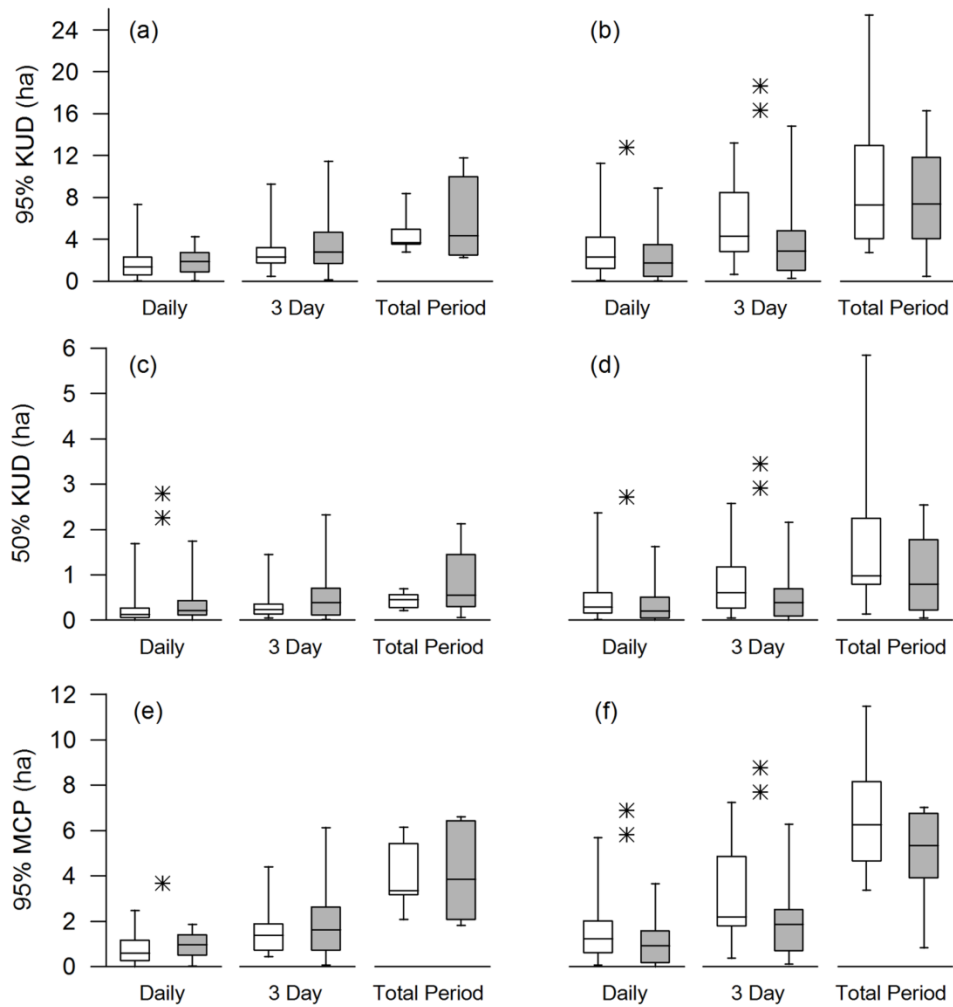 (a) (b)
95% KUD (ha)
24
20
16
12
8
4
0
Daily 3 Day Total Period Daily 3 Day Total Period
(c) (d)
50% KUD (ha)
6
5
4
3
2
1
0
Daily 3 Day Total Period Daily 3 Day Total Period
(e) (f)
95% MCP (ha)
12
10
8
6
4
2
0
Daily 3 Day Total Period Daily 3 Day Total Period